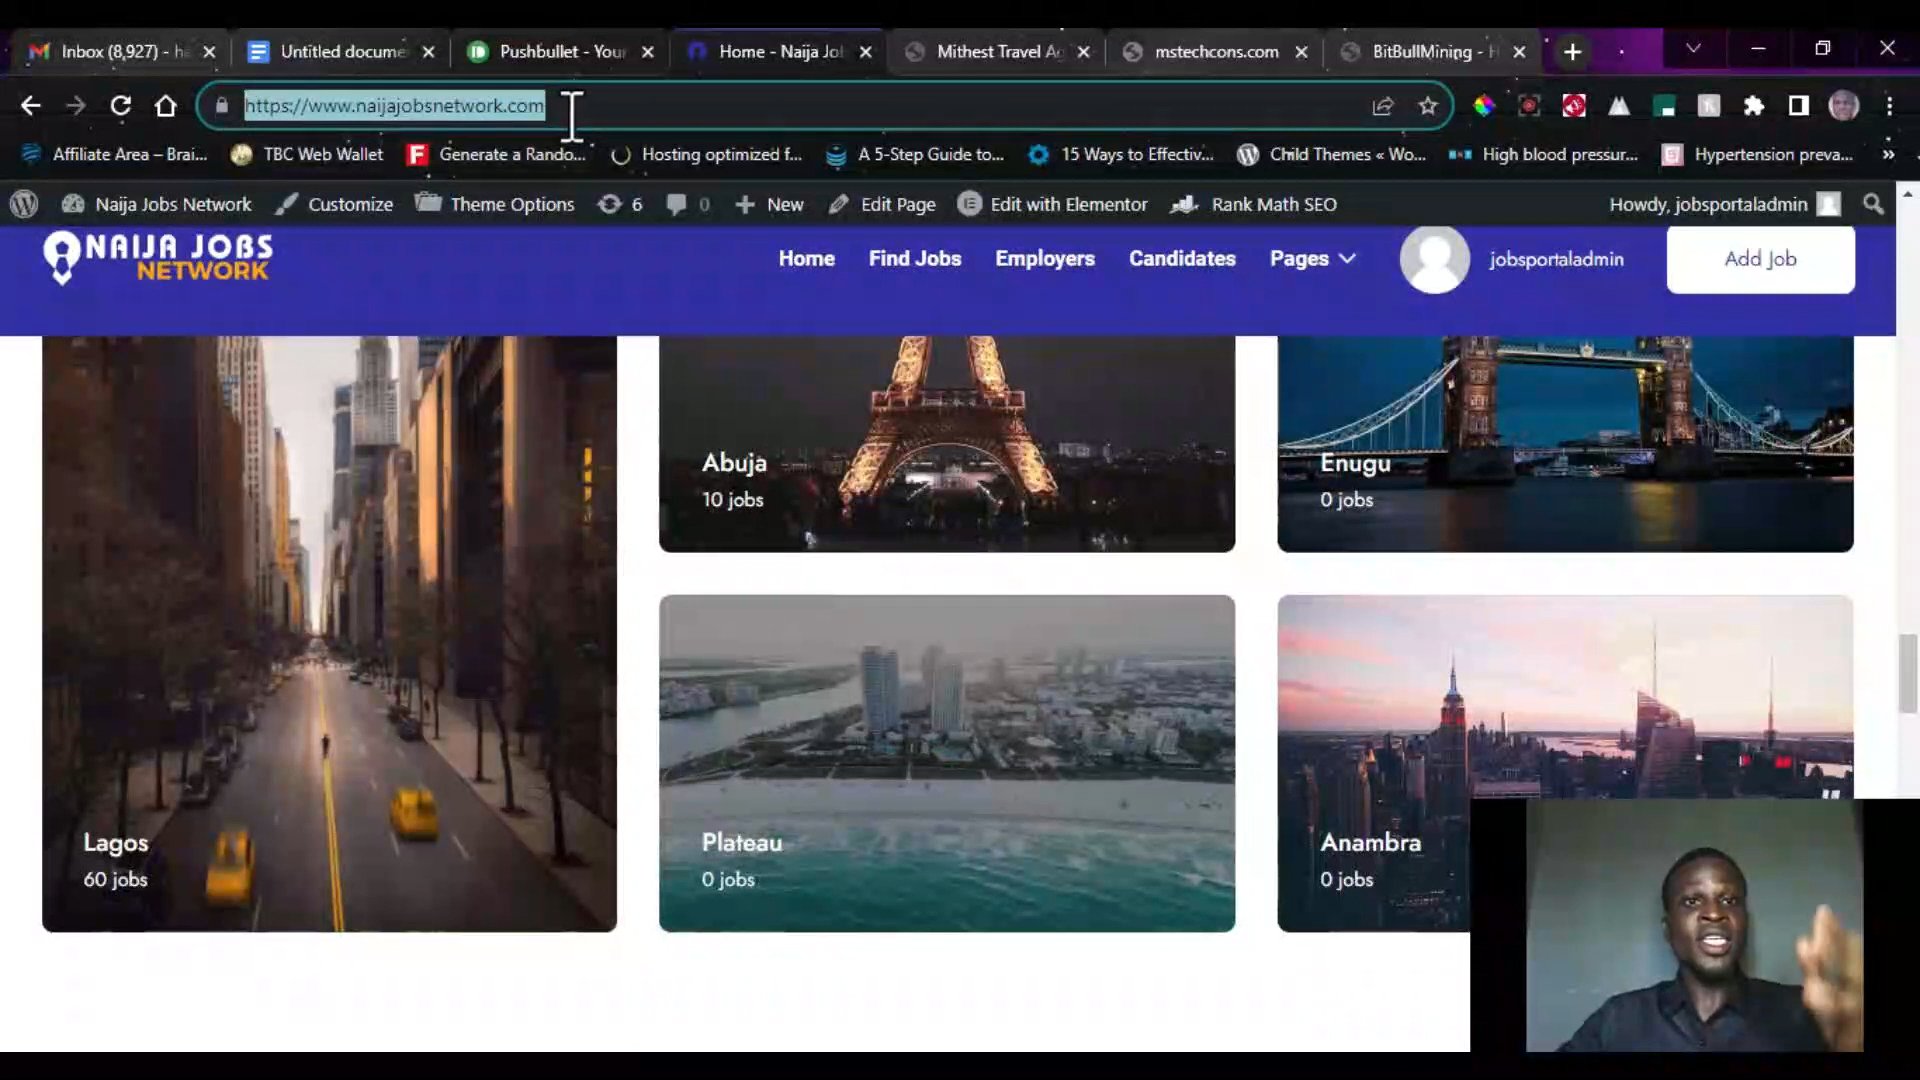 Inbox (8,927) - h
Untitled docume
Pushbullet - Your
Home - Naija Jo
Mithest Travel Ag
mstechcons.com
BitBullMining - H
https://www.naijajobsnetwork.com
Affiliate Area – Brai...
TBC Web Wallet
Generate a Rando...
Hosting optimized f...
A 5-Step Guide to...
15 Ways to Effectiv...
Child Themes « Wo...
High blood pressur...
Hypertension preva...
»
Naija Jobs Network
Customize
Theme Options
6
0
New
Edit Page
Edit with Elementor
Rank Math SEO
Howdy, jobsportaladmin
NAIJA JOBS
NETWORK
Home
Find Jobs
Employers
Candidates
Pages
jobsportaladmin
Add Job
Abuja
10 jobs
Enugu
0 jobs
Lagos
60 jobs
Plateau
0 jobs
Anambra
0 jobs